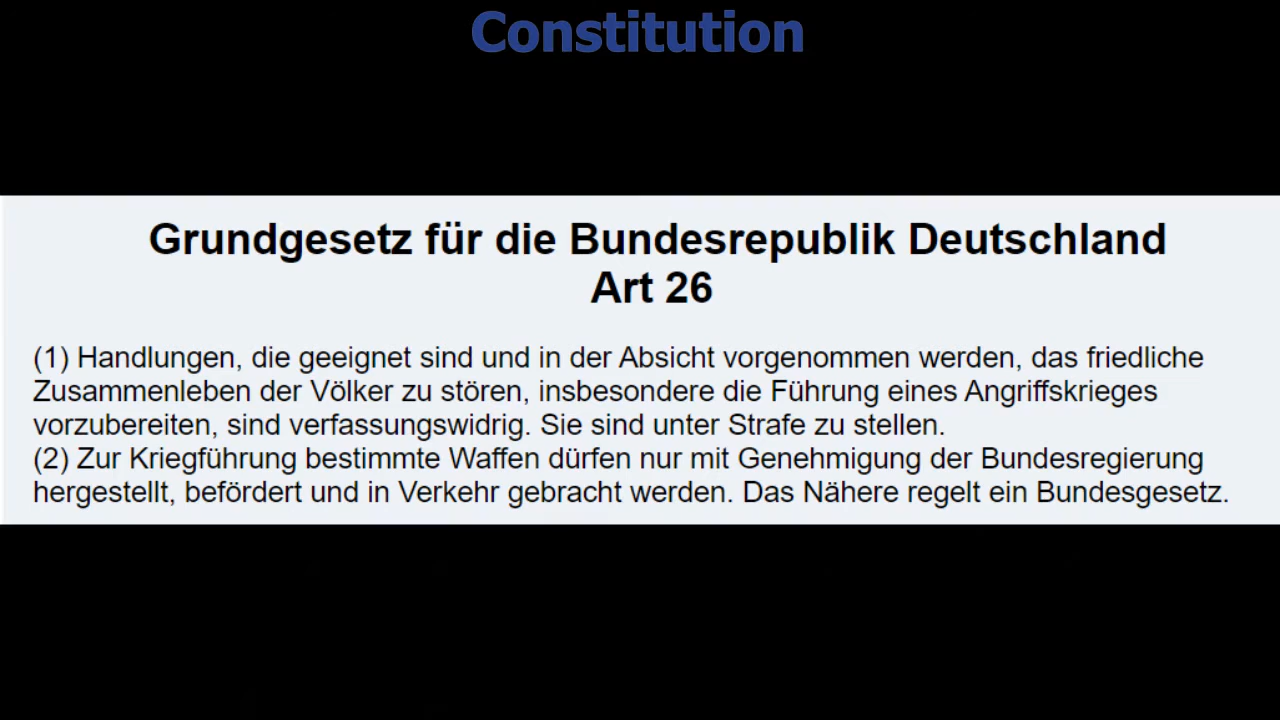 Constitution
Grundgesetz für die Bundesrepublik Deutschland
Art 26
(1) Handlungen, die geeignet sind und in der Absicht vorgenommen werden, das friedliche
Zusammenleben der Völker zu stören, insbesondere die Führung eines Angriffskrieges
vorzubereiten, sind verfassungswidrig. Sie sind unter Strafe zu stellen.
(2) Zur Kriegführung bestimmte Waffen dürfen nur mit Genehmigung der Bundesregierung
hergestellt, befördert und in Verkehr gebracht werden. Das Nähere regelt ein Bundesgesetz.